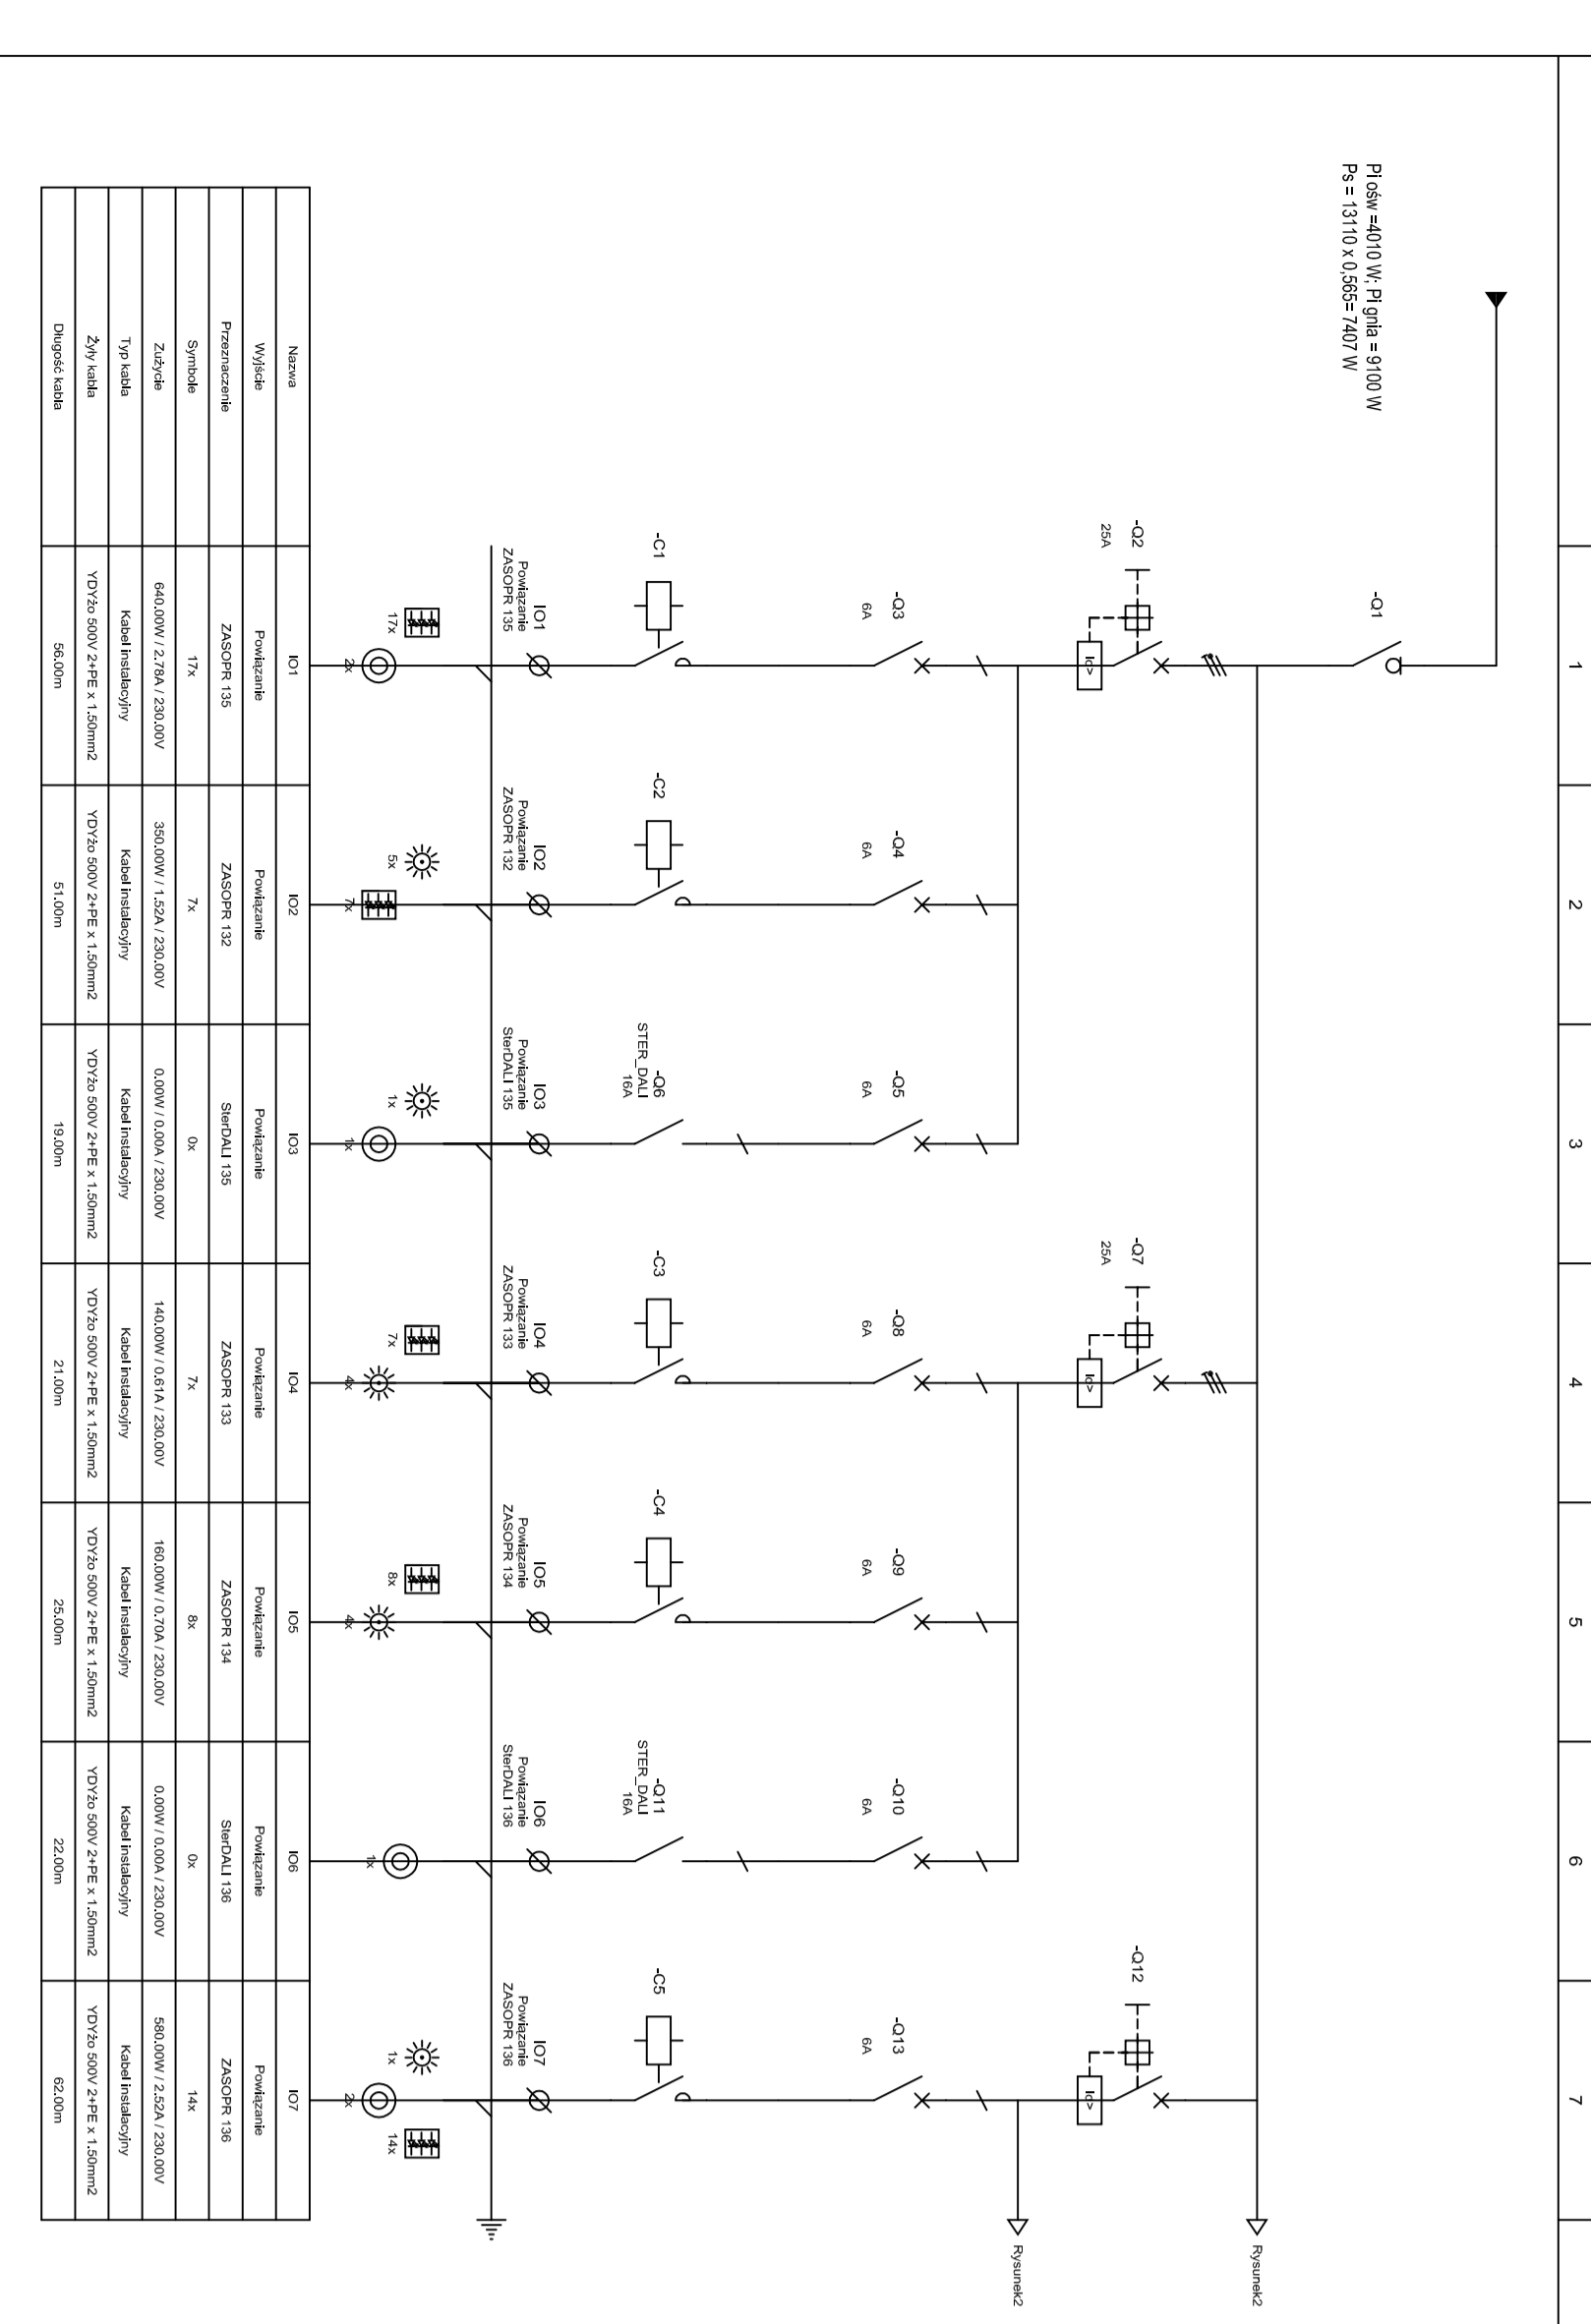 1
2
3
4
5
6
7
Pi ośw =4010 W; Pi gnia = 9100 W
Ps = 13110 x 0,565= 7407 W
-Q1
-Q2
25A
Id>
-Q7
25A
Id>
-Q12
Id>
Rysunek2
Rysunek2
-Q3
6A
-Q4
6A
-Q5
6A
-Q8
6A
-Q9
6A
-Q10
6A
-Q13
6A
-C1
-C2
-Q6
STER_DALI
16A
-C3
-C4
-Q11
STER_DALI
16A
-C5
IO1
Powiązanie
ZASOPR 135
IO2
Powiązanie
ZASOPR 132
IO3
Powiązanie
SterDALI 135
IO4
Powiązanie
ZASOPR 133
IO5
Powiązanie
ZASOPR 134
IO6
Powiązanie
SterDALI 136
IO7
Powiązanie
ZASOPR 136
17x
2x
5x
7x
1x
1x
7x
4x
8x
4x
1x
1x
2x
14x
Nazwa IO1 IO2 IO3 IO4 IO5 IO6 IO7
Wyjście Powiązanie Powiązanie Powiązanie Powiązanie Powiązanie Powiązanie Powiązanie
Przeznaczenie ZASOPR 135 ZASOPR 132 SterDALI 135 ZASOPR 133 ZASOPR 134 SterDALI 136 ZASOPR 136
Symbole 17x 7x 0x 7x 8x 0x 14x
Zużycie 640.00W / 2.78A / 230.00V 350.00W / 1.52A / 230.00V 0.00W / 0.00A / 230.00V 140.00W / 0.61A / 230.00V 160.00W / 0.70A / 230.00V 0.00W / 0.00A / 230.00V 580.00W / 2.52A / 230.00V
Typ kabla Kabel instalacyjny Kabel instalacyjny Kabel instalacyjny Kabel instalacyjny Kabel instalacyjny Kabel instalacyjny Kabel instalacyjny
Żyły kabla YDYżo 500V 2+PE x 1.50mm2 YDYżo 500V 2+PE x 1.50mm2 YDYżo 500V 2+PE x 1.50mm2 YDYżo 500V 2+PE x 1.50mm2 YDYżo 500V 2+PE x 1.50mm2 YDYżo 500V 2+PE x 1.50mm2 YDYżo 500V 2+PE x 1.50mm2
Długość kabla 56.00m 51.00m 19.00m 21.00m 25.00m 22.00m 62.00m